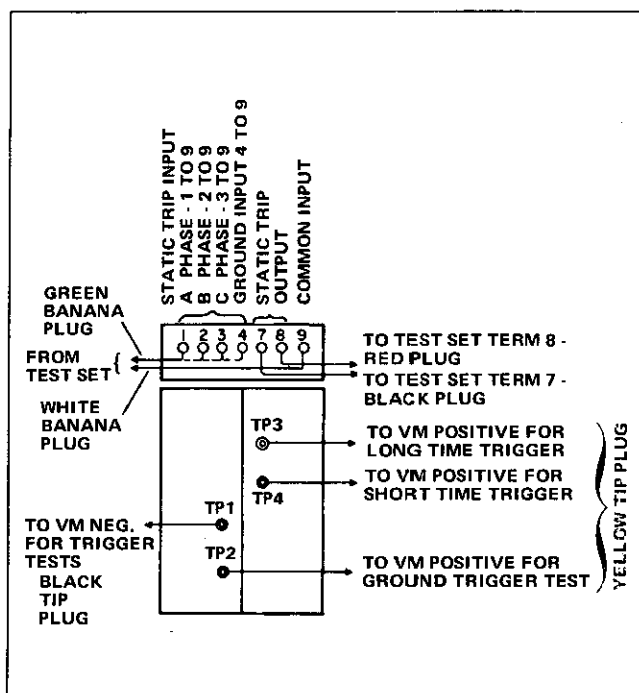 STATIC TRIP INPUT
A PHASE - 1 TO 9
B PHASE - 2 TO 9
C PHASE - 3 TO 9
GROUND INPUT 4 TO 9
STATIC TRIP
OUTPUT
COMMON INPUT
GREEN
BANANA
PLUG
1 2 3 4 7 8 9
FROM
TEST SET
WHITE
BANANA
PLUG
TO TEST SET TERM 8 -
RED PLUG
TO TEST SET TERM 7 -
BLACK PLUG
TP3
TO VM POSITIVE FOR
LONG TIME TRIGGER
TP4
TO VM POSITIVE FOR
SHORT TIME TRIGGER
TP1
TO VM NEG.
FOR TRIGGER
TESTS
BLACK
TIP
PLUG
TP2
TO VM POSITIVE FOR
GROUND TRIGGER TEST
YELLOW TIP PLUG